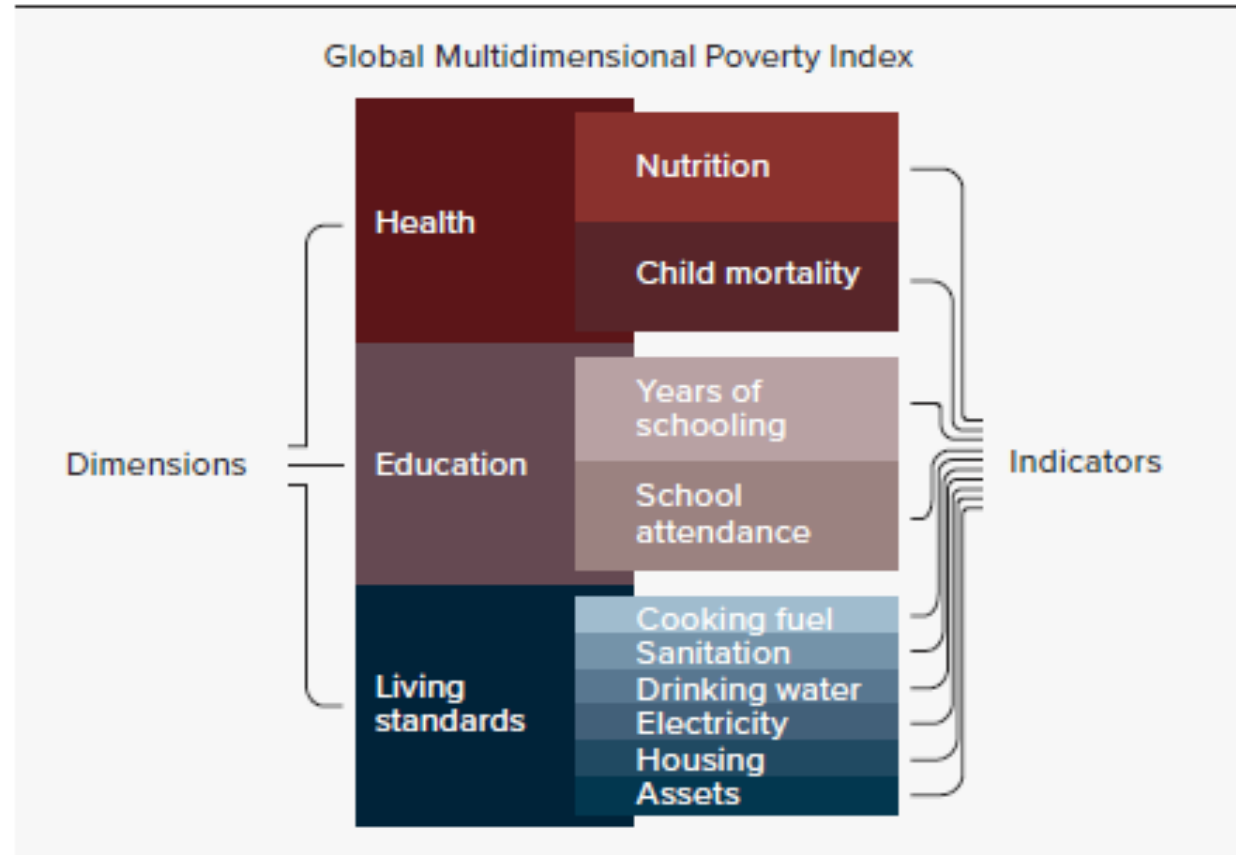 Global Multidimensional Poverty Index
Dimensions
Health
Nutrition
Child mortality
Education
Years of
schooling
School
attendance
Living
standards
Cooking fuel
Sanitation
Drinking water
Electricity
Housing
Assets
Indicators